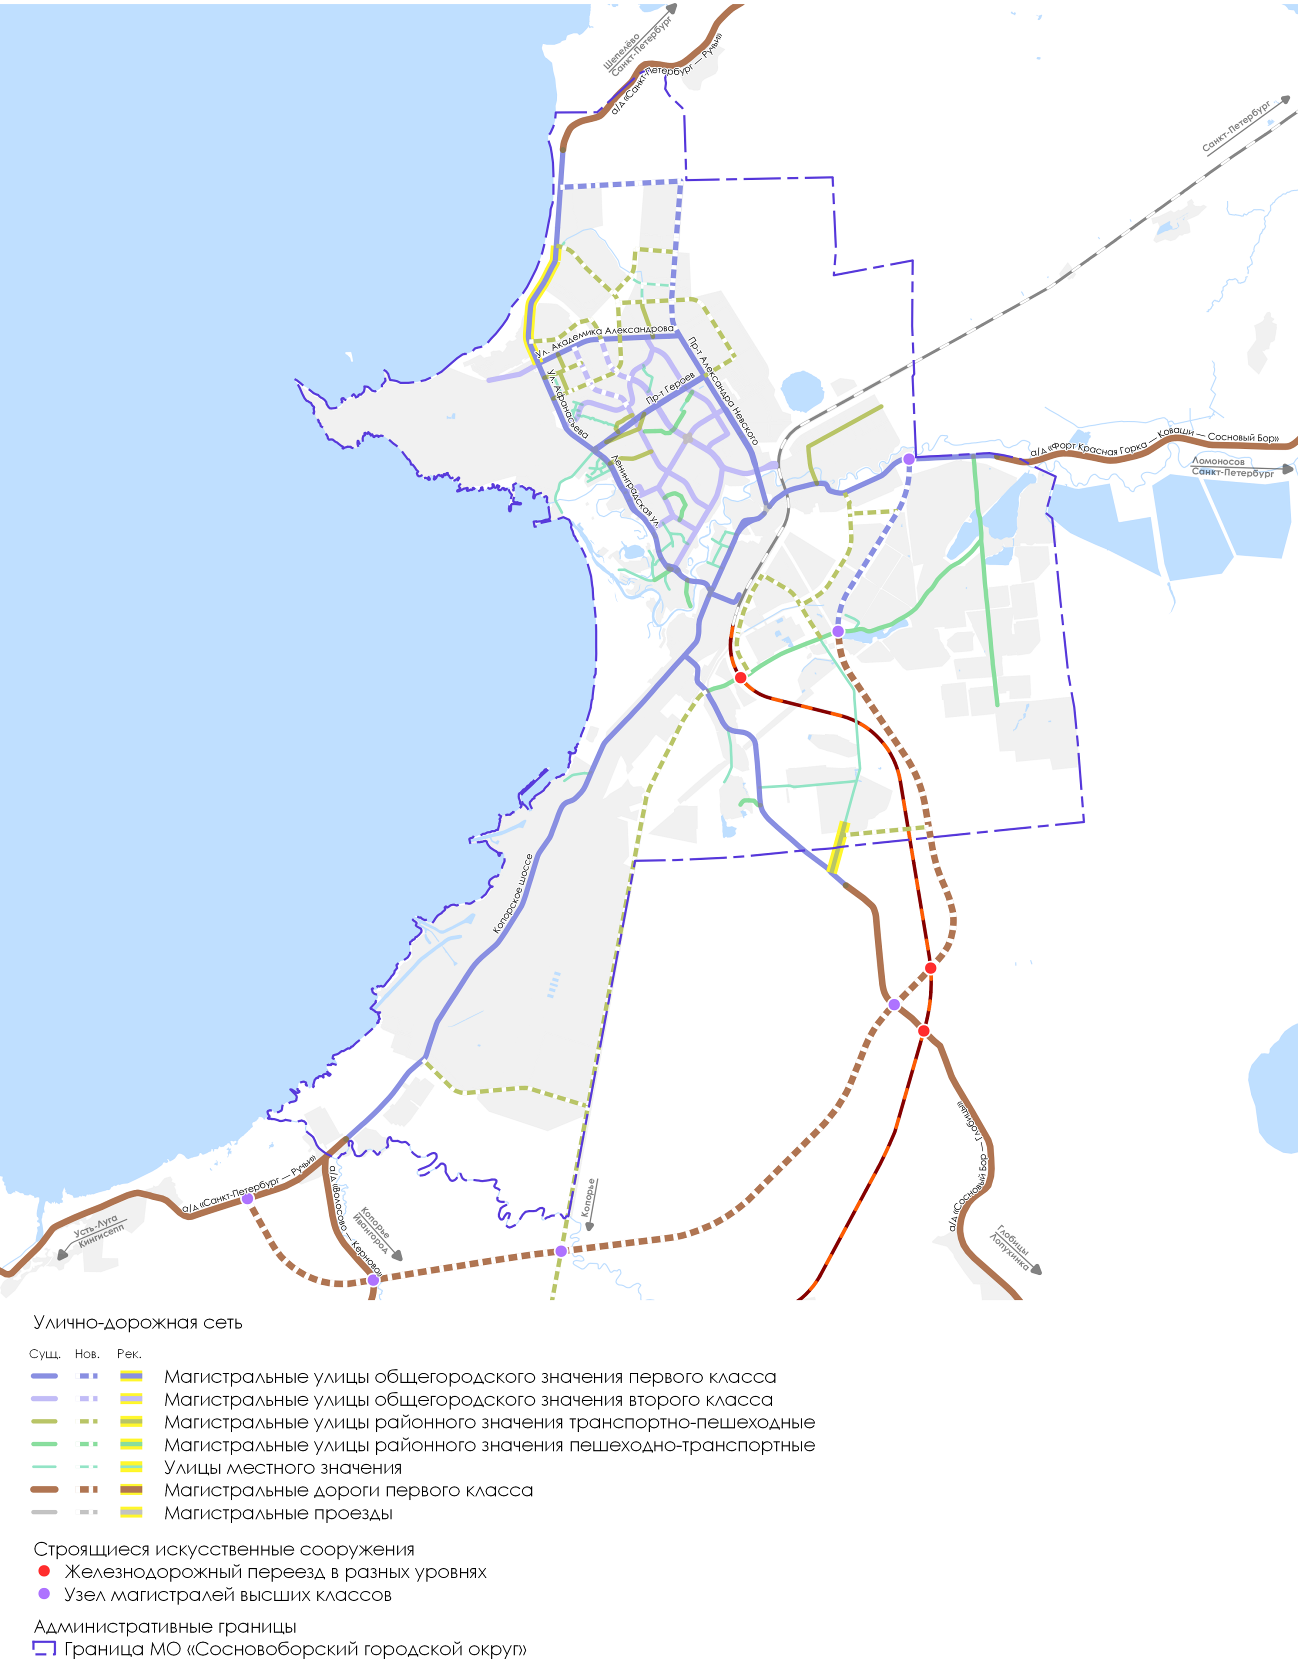 Шепелёво
Санкт-Петербург
а/д «Санкт-Петербург — Ручьи»
Санкт-Петербург
Ул. Академика Александрова
Пр-т Александра Невского
Пр-т Героев
Ул. Афанасьева
Ленинградская ул.
а/д «Форт Красная Горка — Коваши — Сосновый Бор»
Ломоносов
Санкт-Петербург
Копорское шоссе
а/д «Санкт-Петербург — Ручьи»
Усть-Луга
Кингисепп
а/д «Волосово — Керново»
Копорье
Ивангород
Копорье
а/д «Сосновый Бор — Глобицы»
Глобицы
Лопухинка
Улично-дорожная сеть
Сущ. Нов. Рек.
Магистральные улицы общегородского значения первого класса
Магистральные улицы общегородского значения второго класса
Магистральные улицы районного значения транспортно-пешеходные
Магистральные улицы районного значения пешеходно-транспортные
Улицы местного значения
Магистральные дороги первого класса
Магистральные проезды
Строящиеся искусственные сооружения
Железнодорожный переезд в разных уровнях
Узел магистралей высших классов
Административные границы
Граница МО «Сосновоборский городской округ»